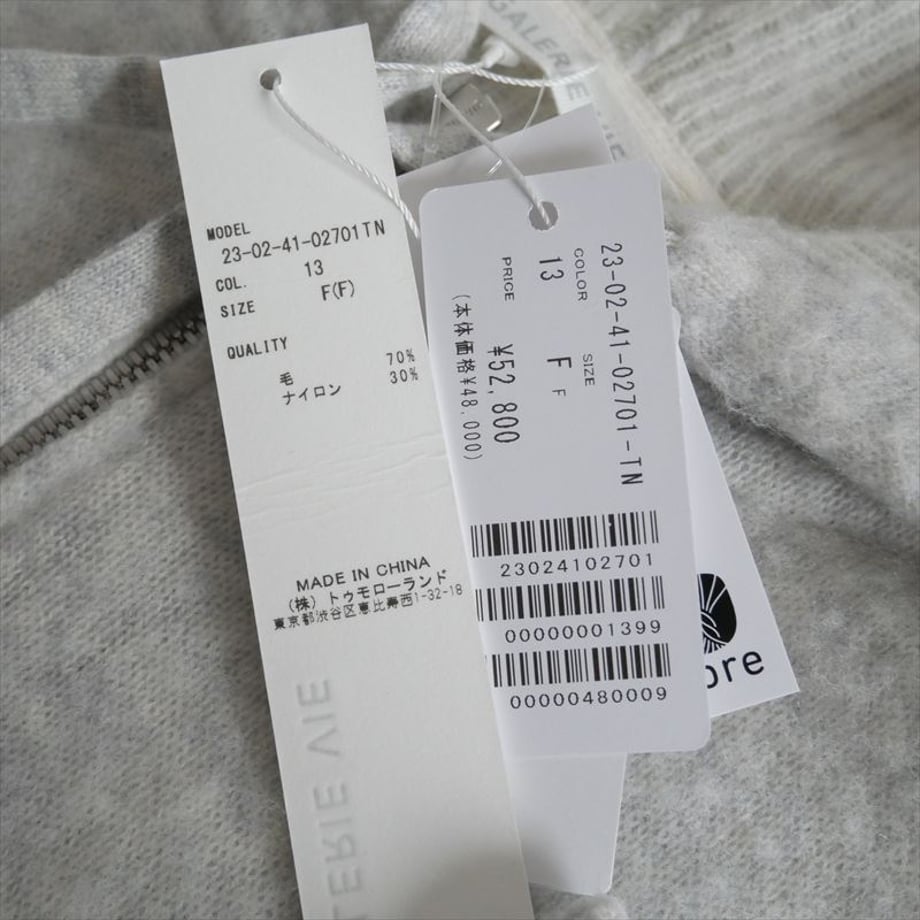 GALERIE
MODEL
23-02-41-02701TN
COL. 13
SIZE F(F)
QUALITY
毛 70%
ナイロン 30%
MADE IN CHINA
(株) トゥモローランド
東京都渋谷区恵比寿西1-32-18
LERIE VIE
23-02-41-02701-TN
COLOR SIZE
13 F F
PRICE ¥52,800
(本体価格¥48,000)
23024102701
00000001399
00000480009
ore